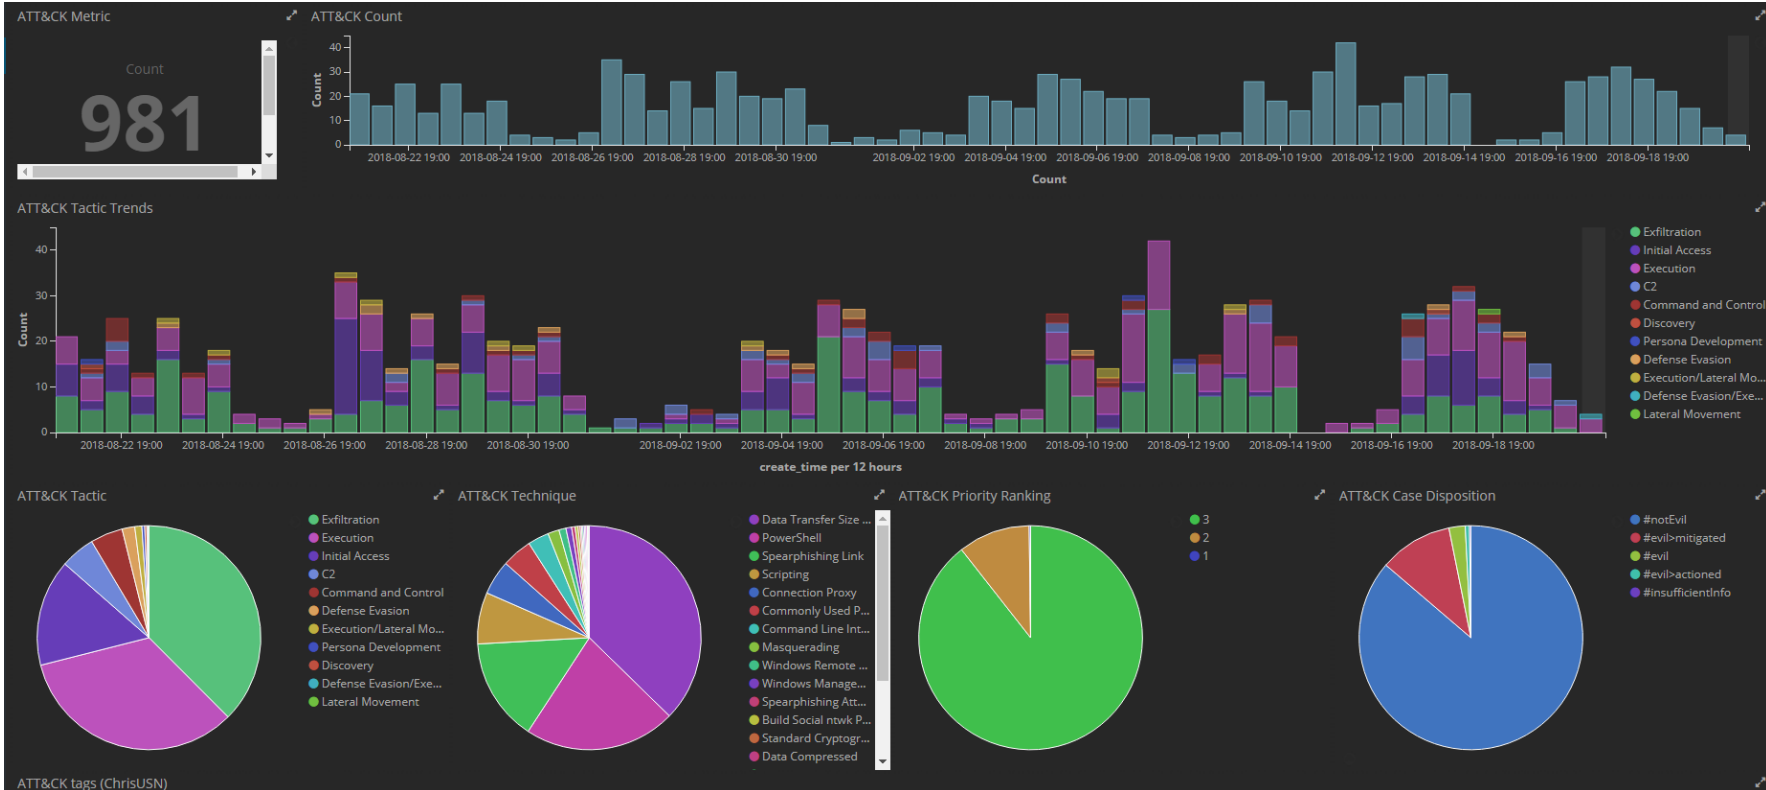 ATT&CK Metric
Count
981
ATT&CK Count
Count
40
30
20
10
0
2018-08-22 19:00 2018-08-24 19:00 2018-08-26 19:00 2018-08-28 19:00 2018-08-30 19:00 2018-09-02 19:00 2018-09-04 19:00 2018-09-06 19:00 2018-09-08 19:00 2018-09-10 19:00 2018-09-12 19:00 2018-09-14 19:00 2018-09-16 19:00 2018-09-18 19:00
Count
ATT&CK Tactic Trends
Count
40
30
20
10
0
2018-08-22 19:00 2018-08-24 19:00 2018-08-26 19:00 2018-08-28 19:00 2018-08-30 19:00 2018-09-02 19:00 2018-09-04 19:00 2018-09-06 19:00 2018-09-08 19:00 2018-09-10 19:00 2018-09-12 19:00 2018-09-14 19:00 2018-09-16 19:00 2018-09-18 19:00
create_time per 12 hours
Exfiltration
Initial Access
Execution
C2
Command and Control
Discovery
Persona Development
Defense Evasion
Execution/Lateral Mo...
Defense Evasion/Exe...
Lateral Movement
ATT&CK Tactic
Exfiltration
Execution
Initial Access
C2
Command and Control
Defense Evasion
Execution/Lateral Mo...
Persona Development
Discovery
Defense Evasion/Exe...
Lateral Movement
ATT&CK Technique
Data Transfer Size ...
PowerShell
Spearphishing Link
Scripting
Connection Proxy
Commonly Used P...
Command Line Int...
Masquerading
Windows Remote ...
Windows Manage...
Spearphishing Att...
Build Social ntwk P...
Standard Cryptogr...
Data Compressed
ATT&CK Priority Ranking
3
2
1
ATT&CK Case Disposition
#notEvil
#evil>mitigated
#evil
#evil>actioned
#insufficientInfo
ATT&CK tags (ChrisUSN)